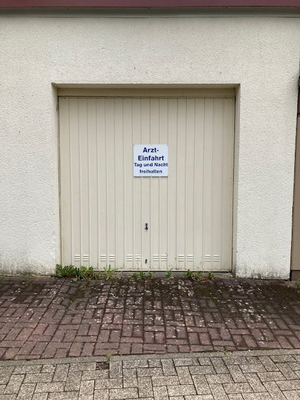 Arzt-
Einfahrt
Tag und Nacht
freihalten